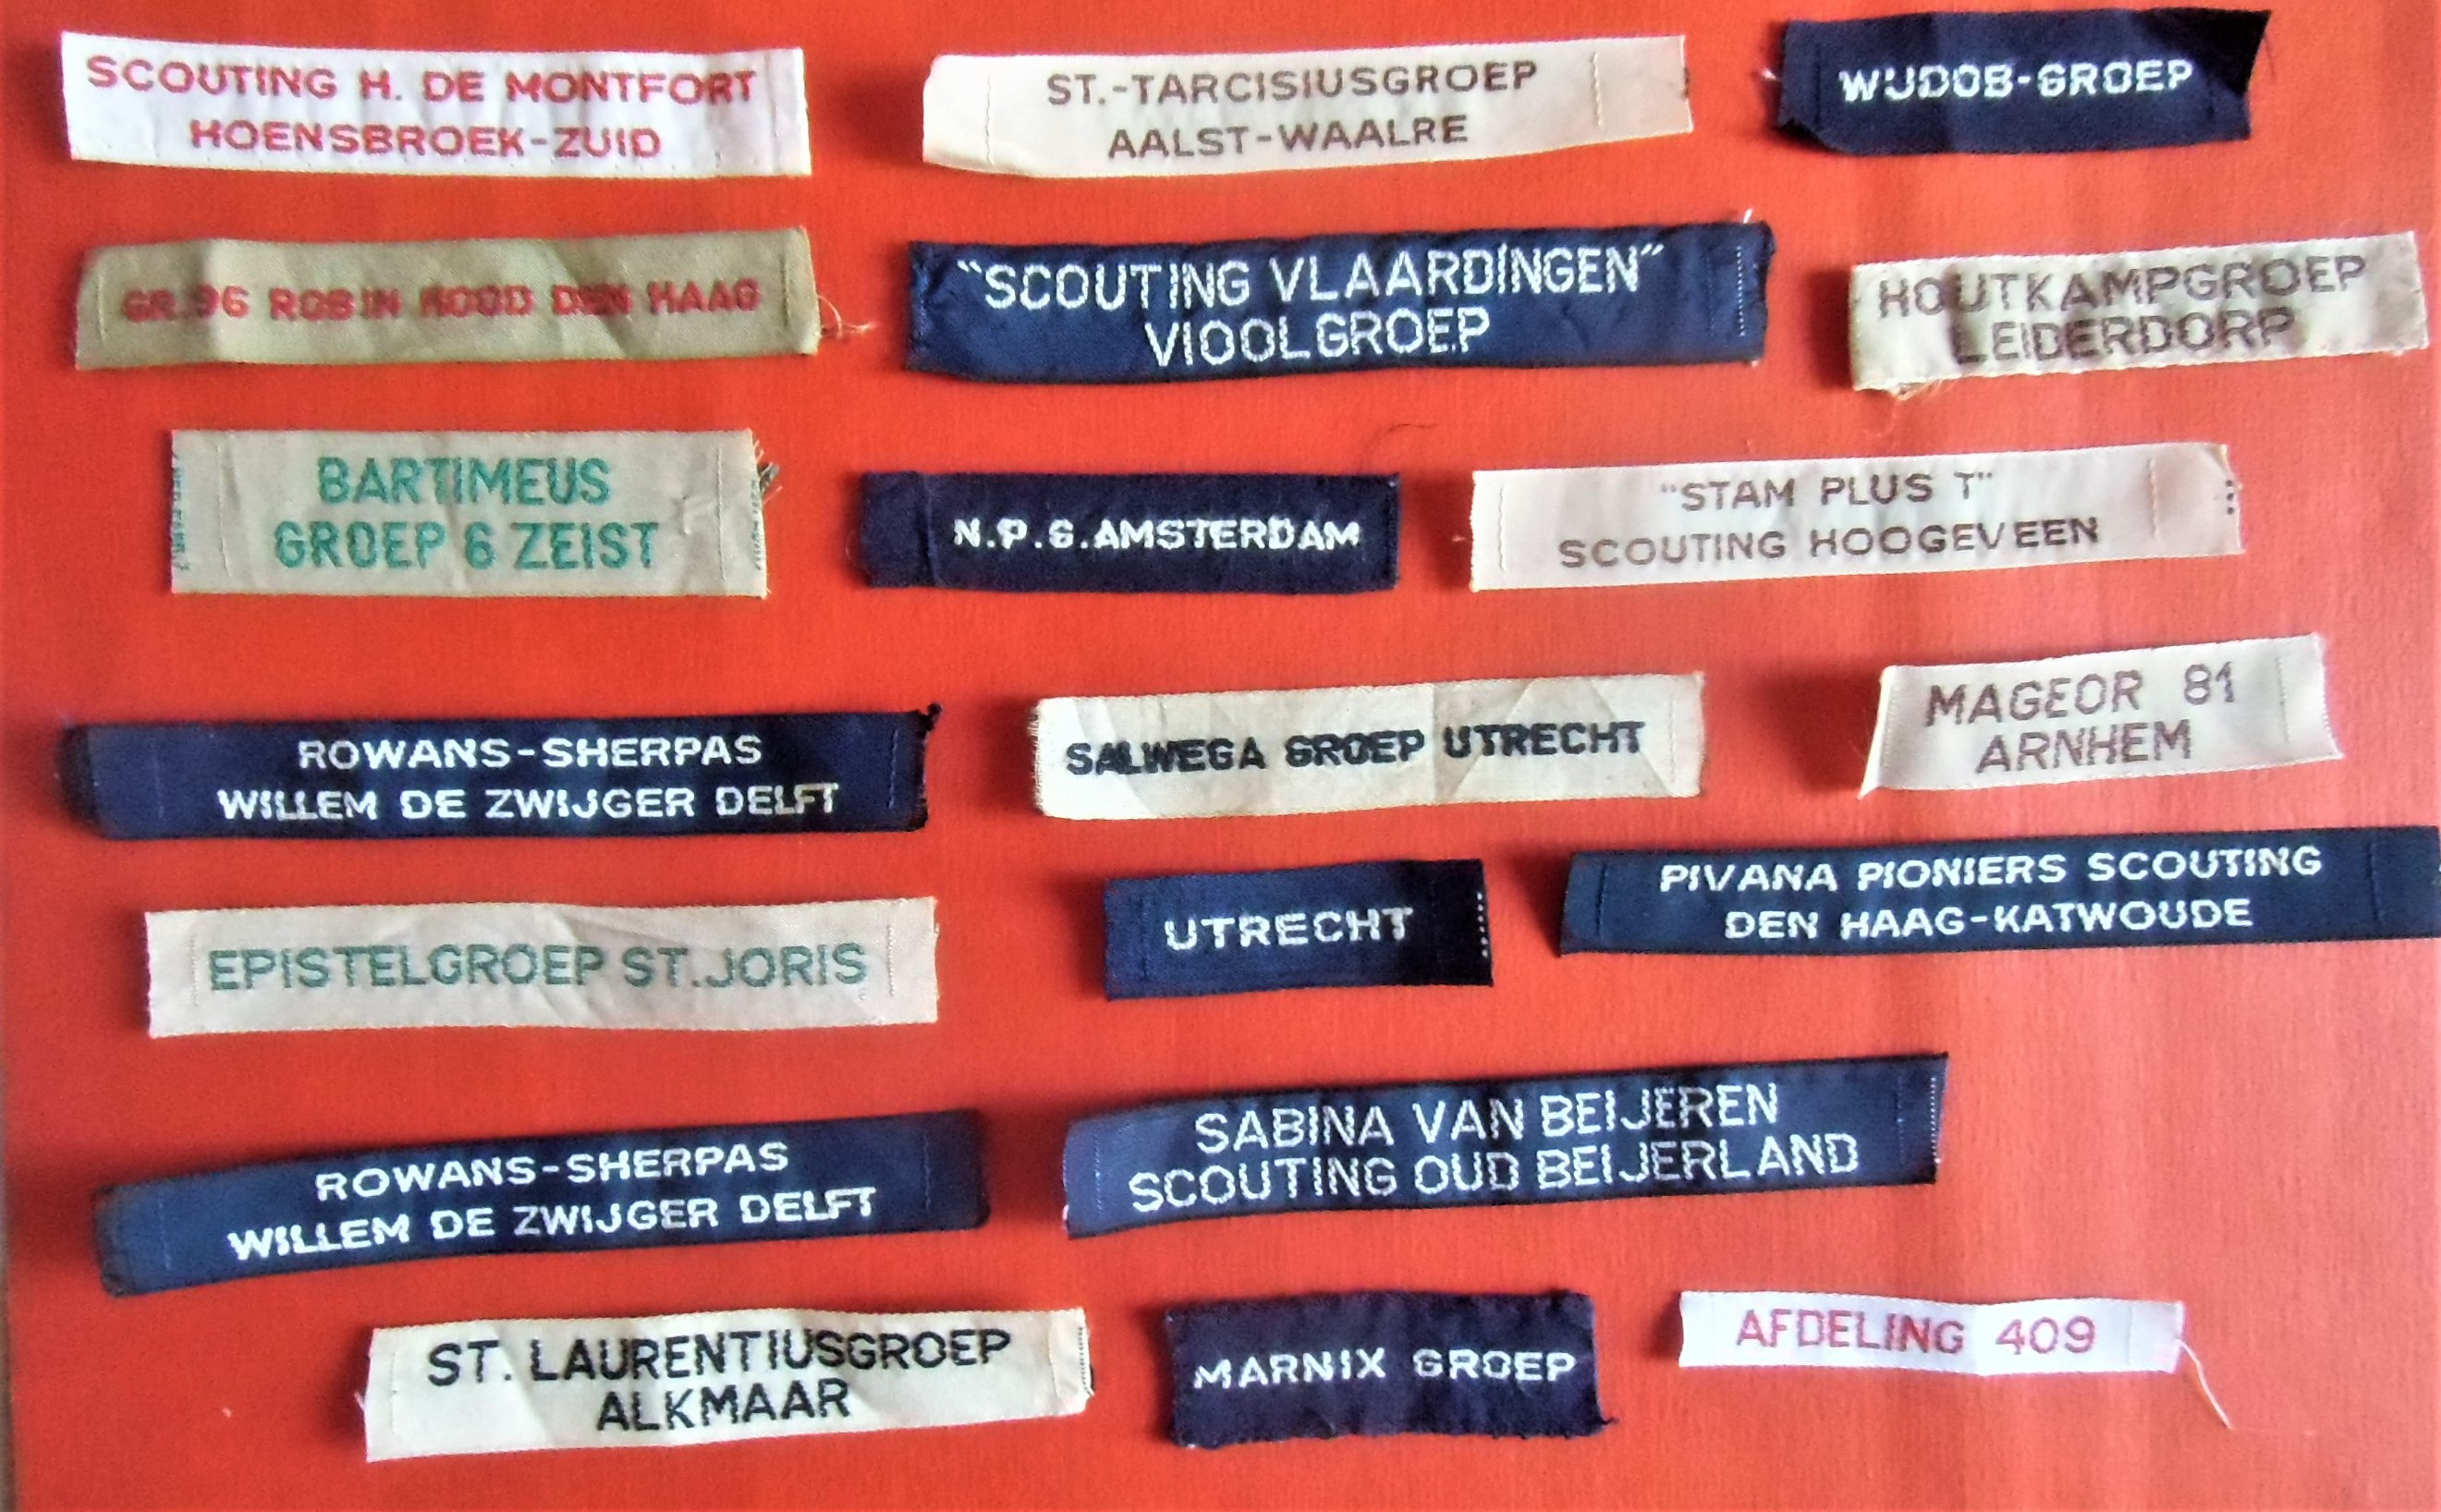 SCOUTING H. DE MONTFORT
HOENSBROEK-ZUID
ST.-TARCISIUSGROEP
AALST-WAALRE
WIJDOB-GROEP
GR.96 ROBIN HOOD DEN HAAG
"SCOUTING VLAARDINGEN"
VIOOLGROEP
HOUTKAMPGROEP
LEIDERDORP
BARTIMEUS
GROEP 6 ZEIST
N.P.G.AMSTERDAM
"STAM PLUS T"
SCOUTING HOOGEVEEN
ROWANS-SHERPAS
WILLEM DE ZWIJGER DELFT
SALWEGA GROEP UTRECHT
MAGEOR 81
ARNHEM
EPISTELGROEP ST.JORIS
UTRECHT
PIVANA PIONIERS SCOUTING
DEN HAAG-KATWOUDE
ROWANS-SHERPAS
WILLEM DE ZWIJGER DELFT
SABINA VAN BEIJEREN
SCOUTING OUD BEIJERLAND
ST. LAURENTIUSGROEP
ALKMAAR
MARNIX GROEP
AFDELING 409